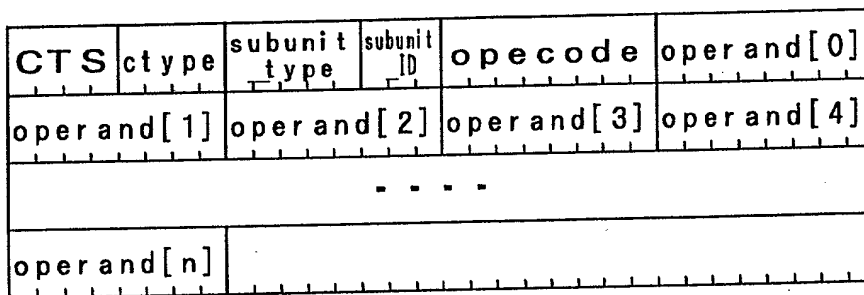 CTS ctype subunit_type subunit_ID opecode operand[0]
operand[1] operand[2] operand[3] operand[4]
- - - -
operand[n]